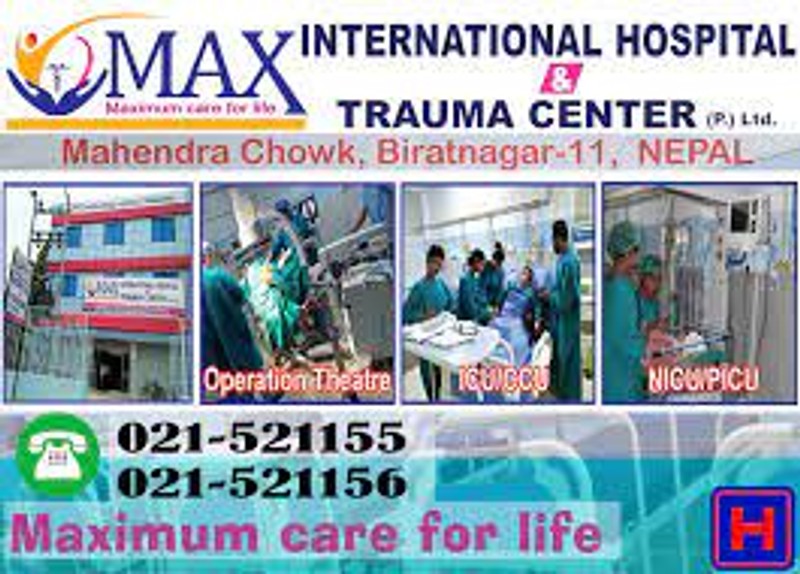 MAX
Maximum care for life
INTERNATIONAL HOSPITAL
&
TRAUMA CENTER (P.) Ltd.
Mahendra Chowk, Biratnagar-11, NEPAL
Operation Theatre
ICU/CCU
NICU/PICU
021-521155
021-521156
Maximum care for life
H